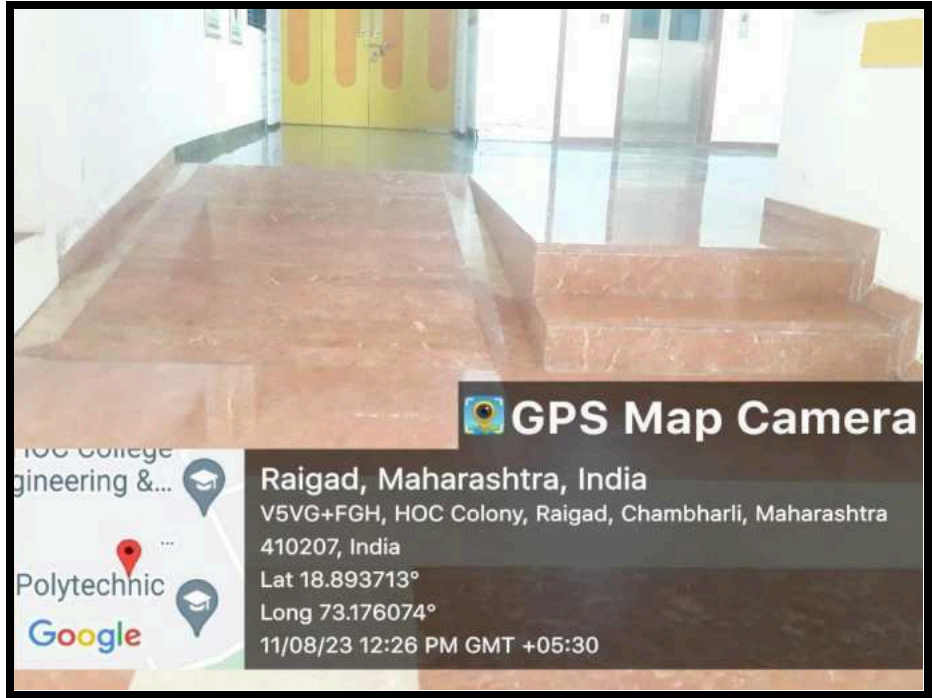 GPS Map Camera
gineering &...
Polytechnic
Google
Raigad, Maharashtra, India
V5VG+FGH, HOC Colony, Raigad, Chambharli, Maharashtra
410207, India
Lat 18.893713°
Long 73.176074°
11/08/23 12:26 PM GMT +05:30